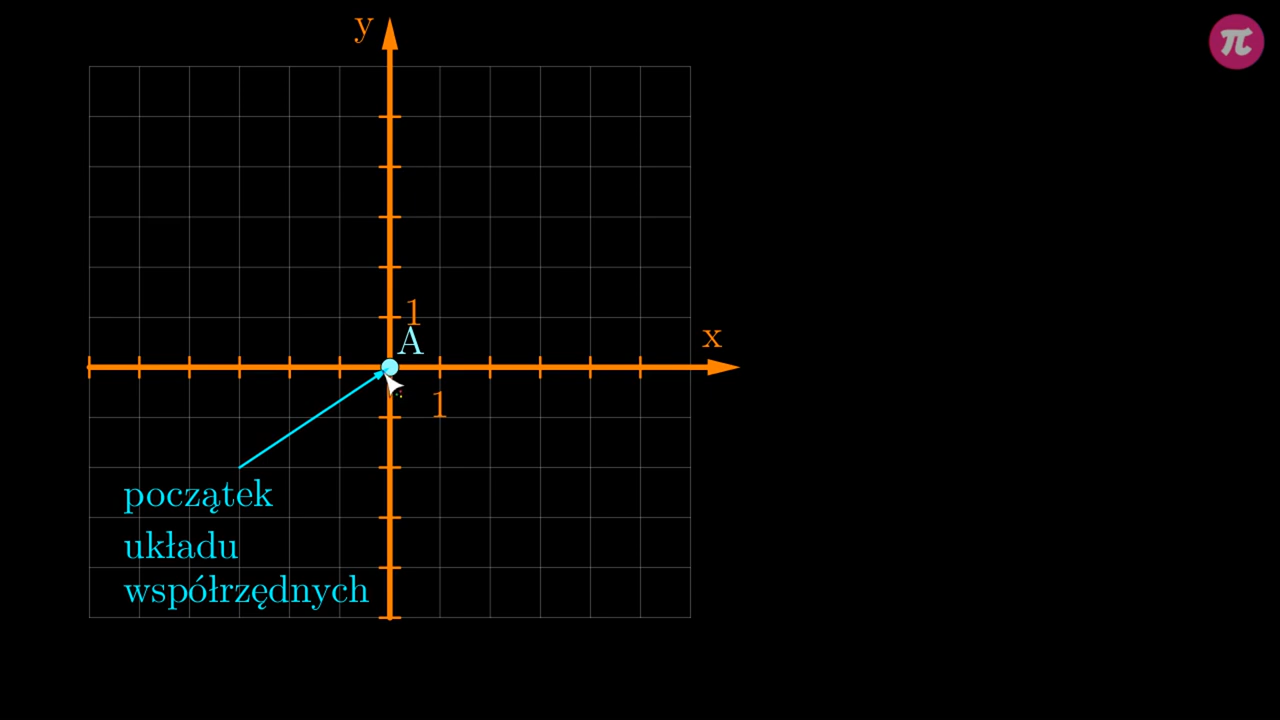 y
1
A
x
1
początek
układu
współrzędnych
π